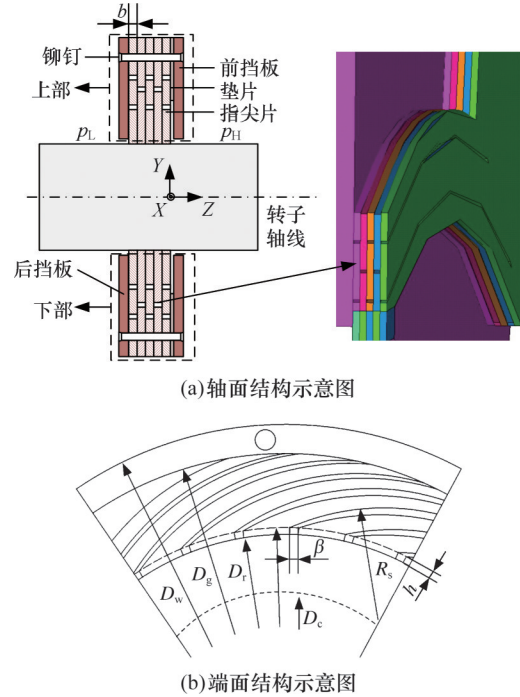 b
铆钉
前挡板
上部
垫片
指尖片
pL
pH
Y
X
Z
转子
轴线
后挡板
下部
(a)轴面结构示意图
β
Dw
Dg
Dr
Rs
h
Dc
(b)端面结构示意图